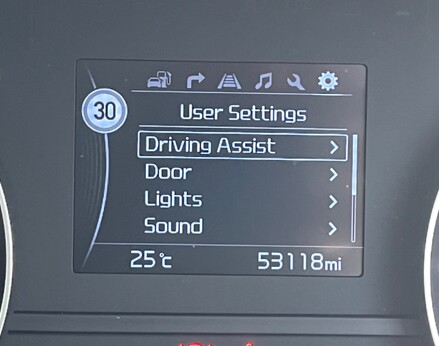 30
User Settings
Driving Assist
Door
Lights
Sound
25°c
53118mi